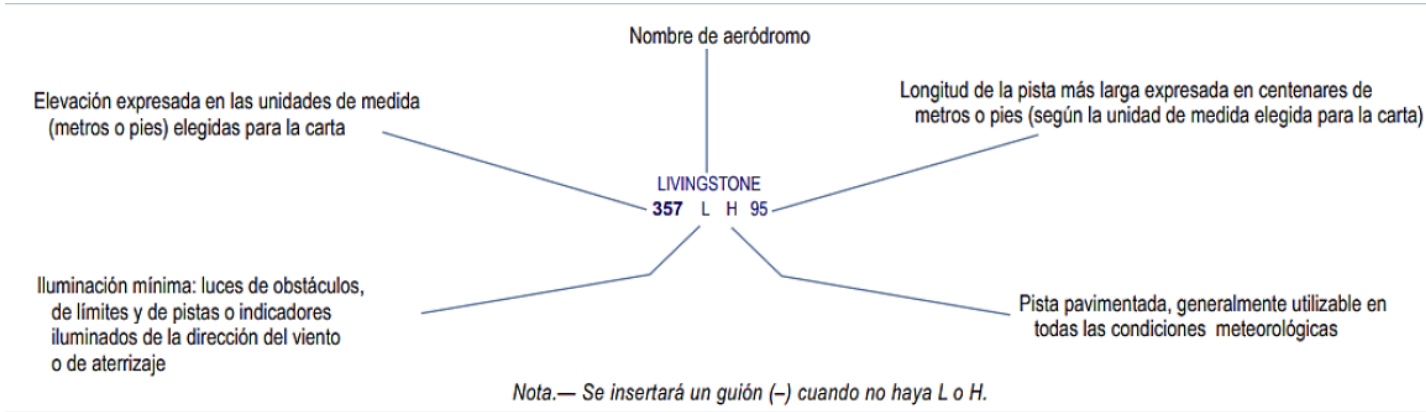 Nombre de aeródromo
Elevación expresada en las unidades de medida
(metros o pies) elegidas para la carta
Longitud de la pista más larga expresada en centenares de
metros o pies (según la unidad de medida elegida para la carta)
LIVINGSTONE
357 L H 95
Iluminación mínima: luces de obstáculos,
de límites y de pistas o indicadores
iluminados de la dirección del viento
o de aterrizaje
Pista pavimentada, generalmente utilizable en
todas las condiciones meteorológicas
Nota.— Se insertará un guión (–) cuando no haya L o H.